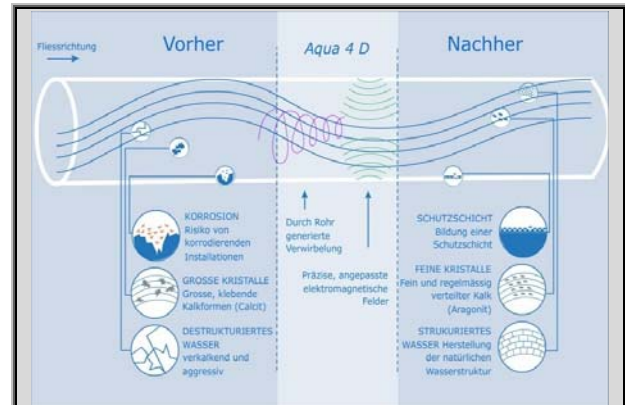 Fliessrichtung
Vorher
Aqua 4 D
Nachher
KORROSION
Risiko von
korrodierenden
Installationen
GROSSE KRISTALLE
Grosse, klebende
Kalkformen (Calcit)
DESTRUKTURIERTES
WASSER
verkalkend und
aggressiv
Durch Rohr
generierte
Verwirbelung
Präzise, angepasste
elektromagnetische
Felder
SCHUTZSCHICHT
Bildung einer
Schutzschicht
FEINE KRISTALLE
Fein und regelmässig
verteilter Kalk
(Aragonit)
STRUKURIERTES
WASSER Herstellung
der natürlichen
Wasserstruktur